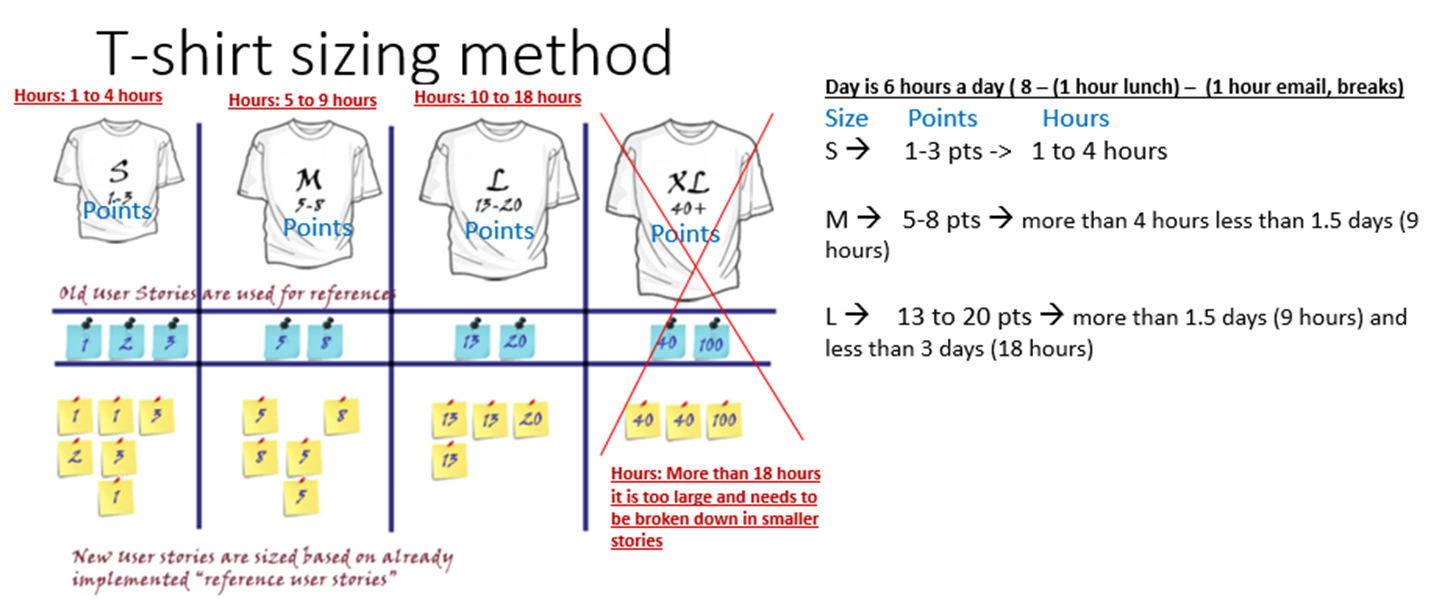 T-shirt sizing method
Hours: 1 to 4 hours
Hours: 5 to 9 hours
Hours: 10 to 18 hours
S
1-3
Points
M
5-8
Points
L
13-20
Points
XL
40+
Points
Old User Stories are used for references
1 2 3
5 8
13 20
40 100
1 1 3
2 3
1
5 8
8 5
5
13 13 20
13
40 40 100
Hours: More than 18 hours
it is too large and needs to
be broken down in smaller
stories
New User stories are sized based on already
implemented “reference user stories”
Day is 6 hours a day ( 8 – (1 hour lunch) – (1 hour email, breaks)
Size Points Hours
S → 1-3 pts -> 1 to 4 hours
M → 5-8 pts → more than 4 hours less than 1.5 days (9
hours)
L → 13 to 20 pts → more than 1.5 days (9 hours) and
less than 3 days (18 hours)